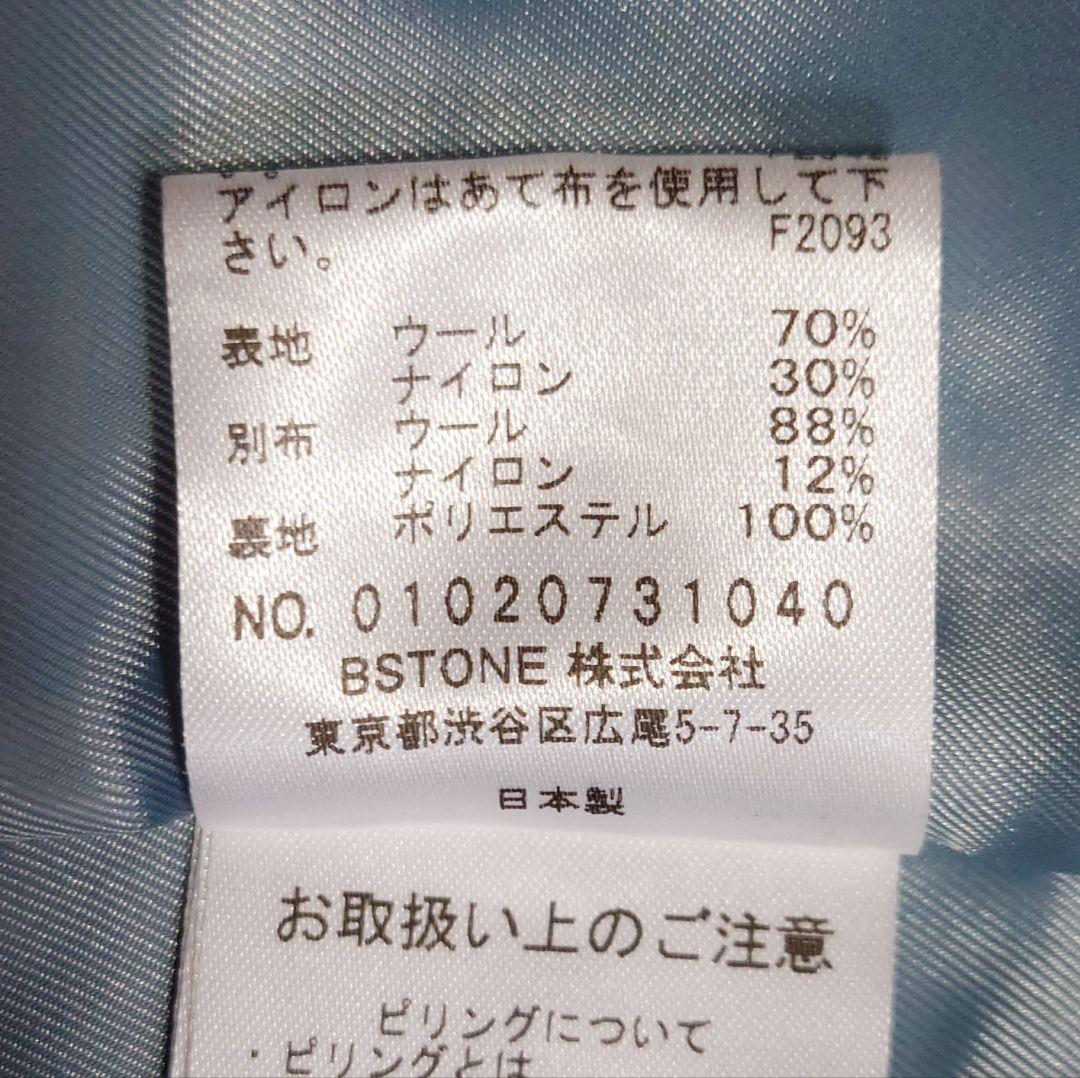 アイロンはあて布を使用して下
さい。 F2093
表地 ウール 70%
ナイロン 30%
別布 ウール 88%
ナイロン 12%
裏地 ポリエステル 100%
NO. 01020731040
BSTONE 株式会社
東京都渋谷区広尾5-7-35
日本製
お取扱い上のご注意
ピリングについて
・ピリングとは